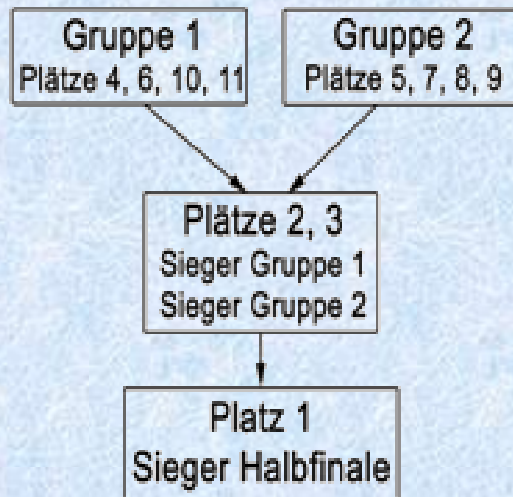 Gruppe 1
Plätze 4, 6, 10, 11
Gruppe 2
Plätze 5, 7, 8, 9
Plätze 2, 3
Sieger Gruppe 1
Sieger Gruppe 2
Platz 1
Sieger Halbfinale